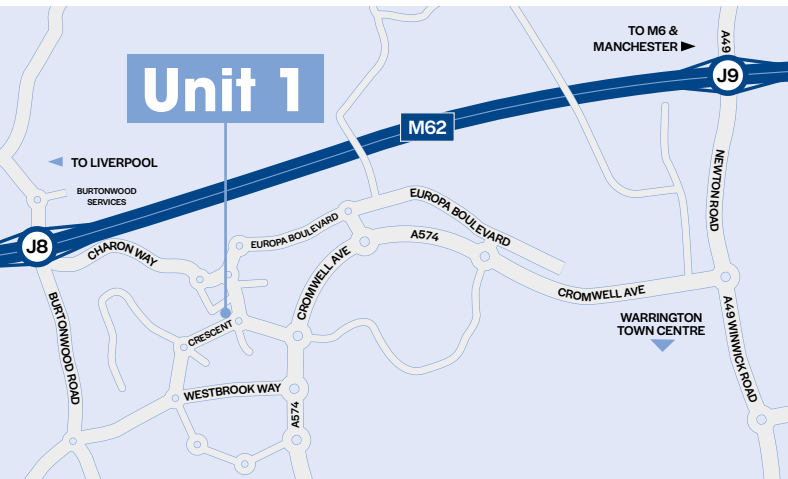 TO M6 &
MANCHESTER
A49
J9
Unit 1
M62
TO LIVERPOOL
BURTONWOOD
SERVICES
NEWTON ROAD
EUROPA BOULEVARD
EUROPA BOULEVARD
J8
CHARON WAY
A574
CROMWELL AVE
CROMWELL AVE
BURTONWOOD ROAD
WARRINGTON
TOWN CENTRE
CRESCENT
A49 WINWICK ROAD
WESTBROOK WAY
A574